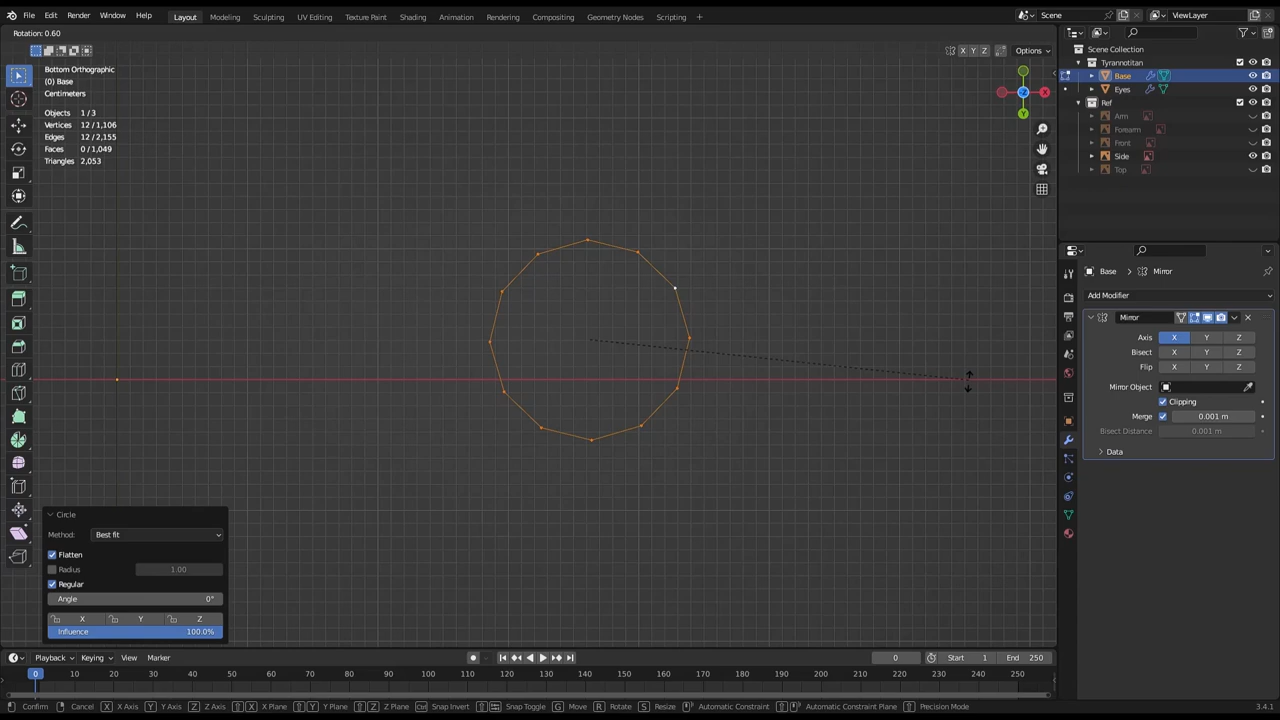 File Edit Render Window Help Layout Modeling Sculpting UV Editing Texture Paint Shading Animation Rendering Compositing Geometry Nodes Scripting + Scene ViewLayer
Rotation: 0.60
X Y Z Options
Bottom Orthographic
(0) Base
Centimeters
Objects 1/3
Vertices 12/1,106
Edges 12/2,155
Faces 0/1,049
Triangles 2,053
X
Y
Scene Collection
Tyrannotitan
Base
Eyes
Ref
Arm
Forearm
Front
Side
Top
Base Mirror
Add Modifier
Mirror
Axis X Y Z
Bisect X Y Z
Flip X Y Z
Mirror Object
Clipping
Merge 0.001 m
Bisect Distance 0.001 m
Data
Circle
Method: Best fit
Flatten
Radius 1.00
Regular
Angle 0°
X Y Z
Influence 100.0%
Playback Keying View Marker 0 Start 1 End 250
0 10 20 30 40 50 60 70 80 90 100 110 120 130 140 150 160 170 180 190 200 210 220 230 240 250
Confirm Cancel X X Axis Y Y Axis Z Z Axis X X Plane Y Y Plane Z Z Plane Ctrl Snap Invert Snap Toggle G Move R Rotate S Resize Automatic Constraint Automatic Constraint Plane Precision Mode 3.4.1